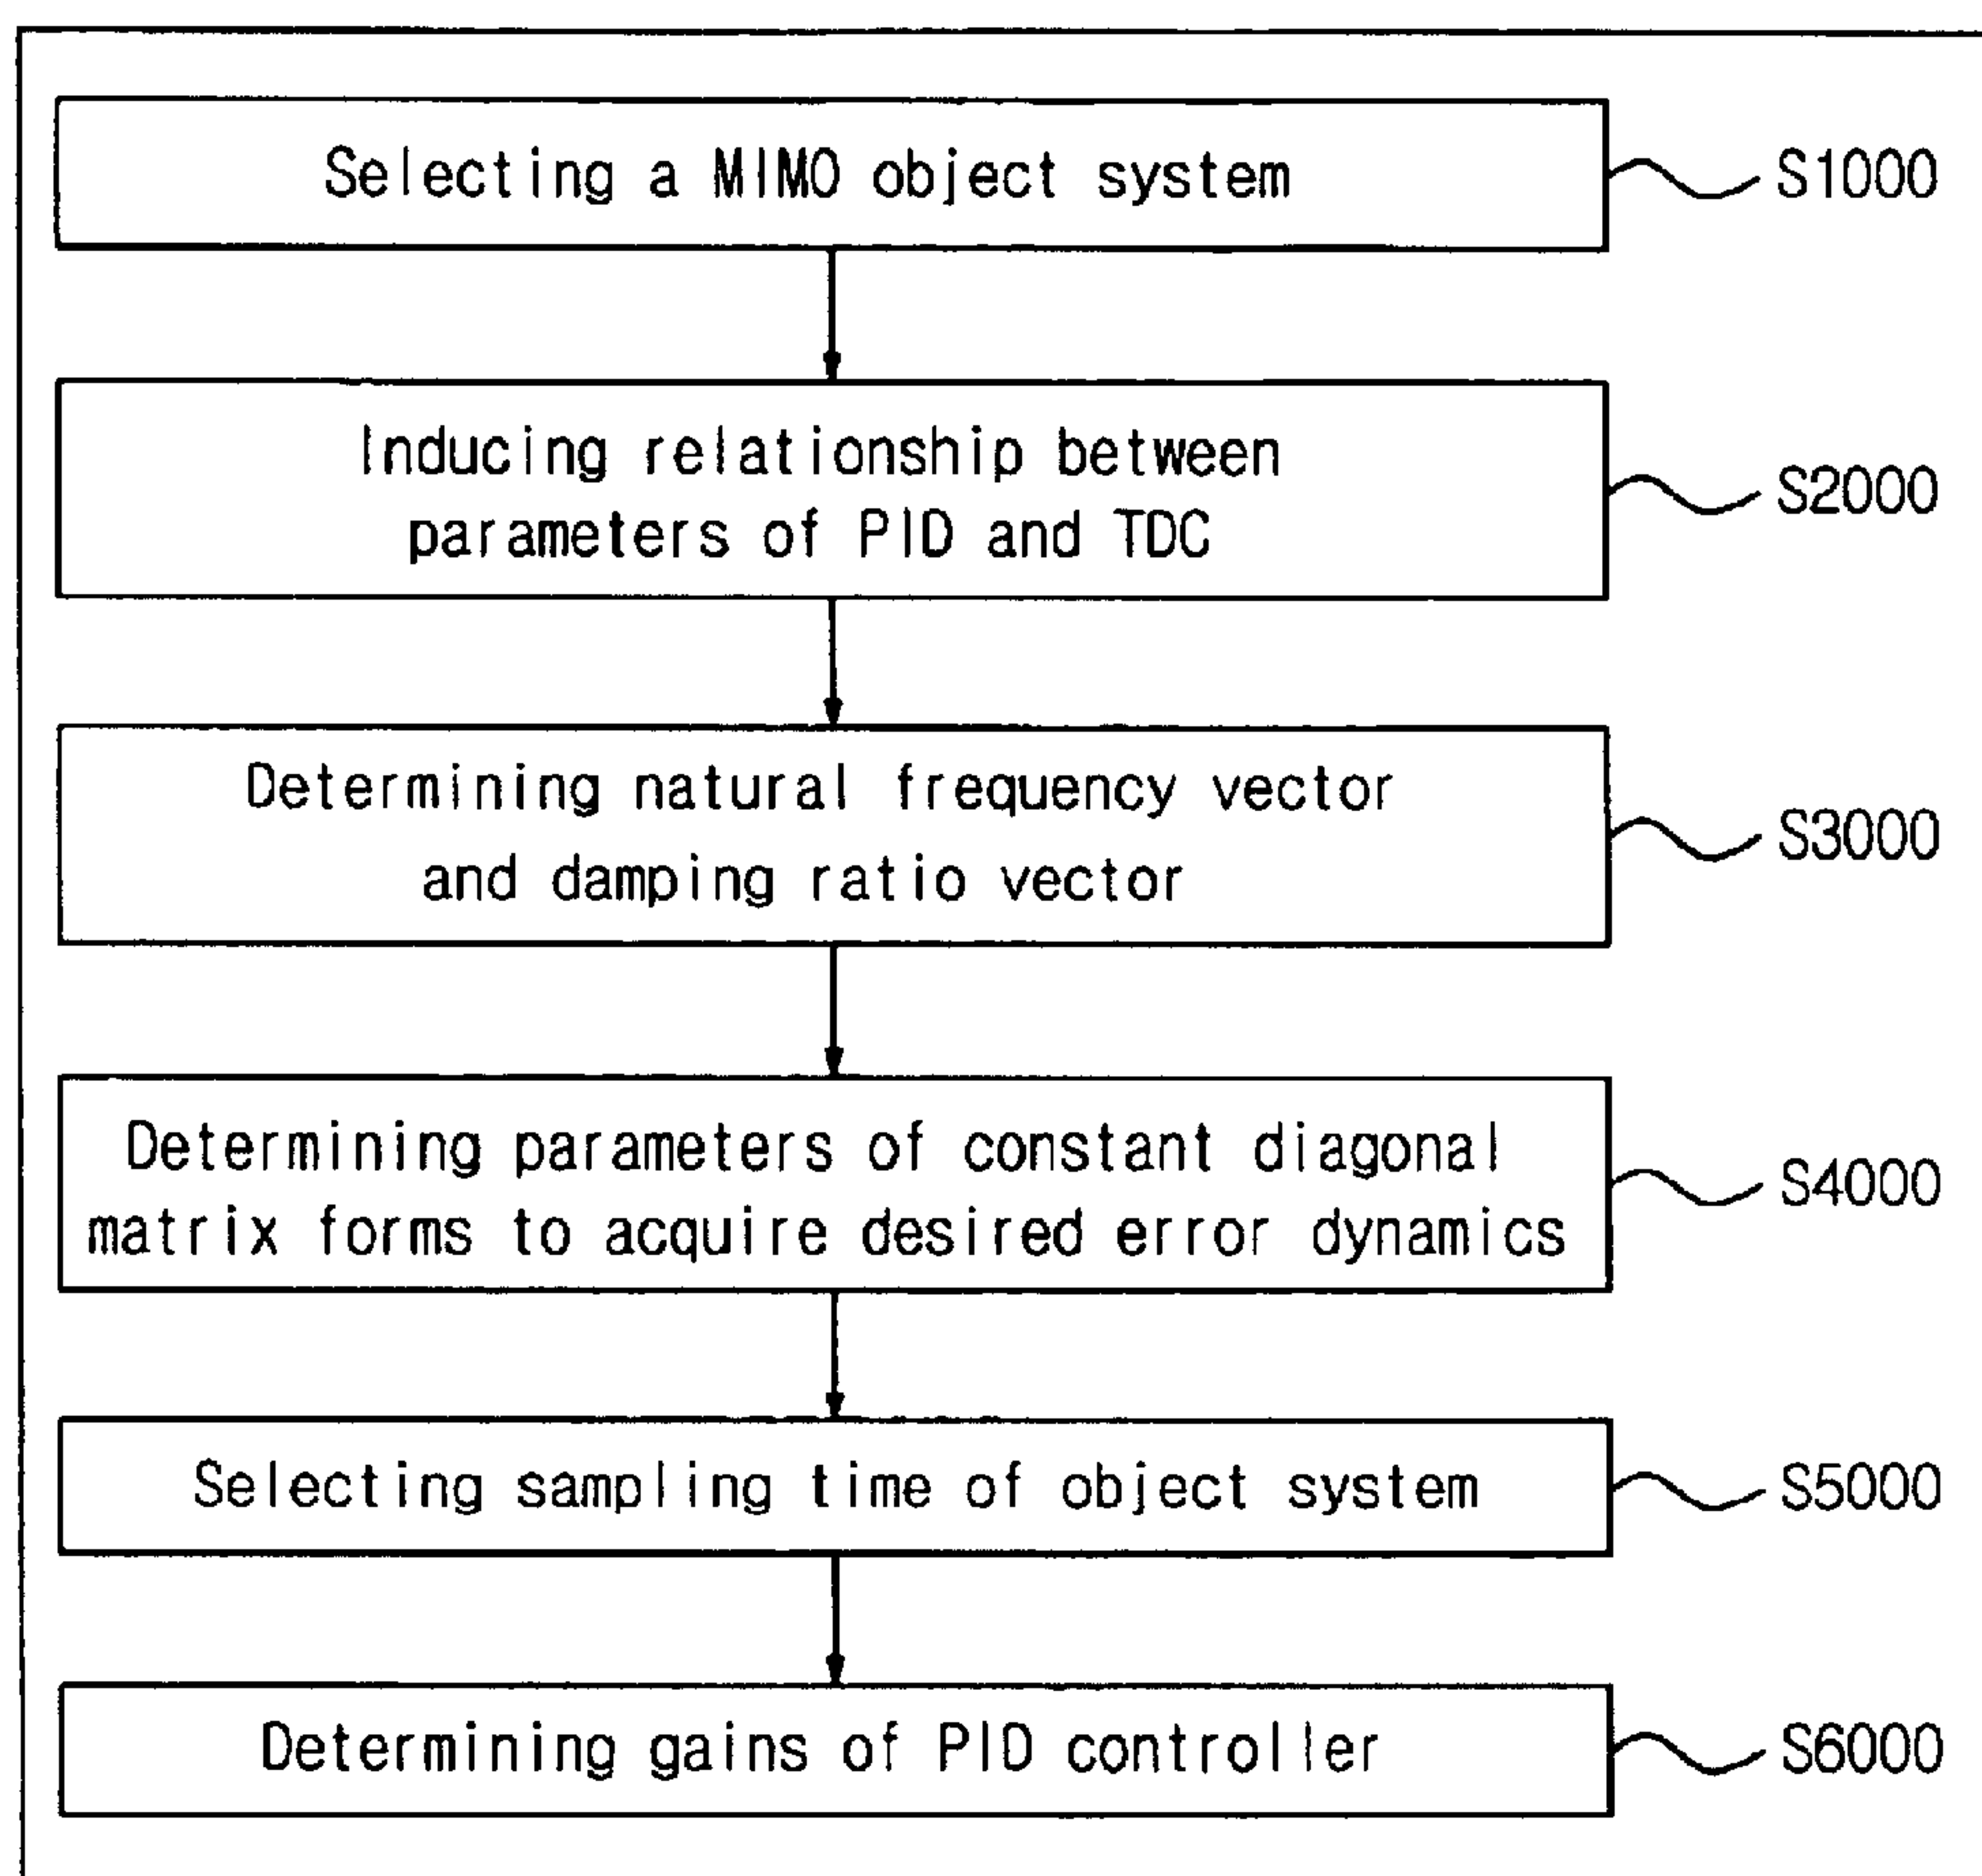 Selecting a MIMO object system
S1000
Inducing relationship between
parameters of PID and TDC
S2000
Determining natural frequency vector
and damping ratio vector
S3000
Determining parameters of constant diagonal
matrix forms to acquire desired error dynamics
S4000
Selecting sampling time of object system
S5000
Determining gains of PID controller
S6000